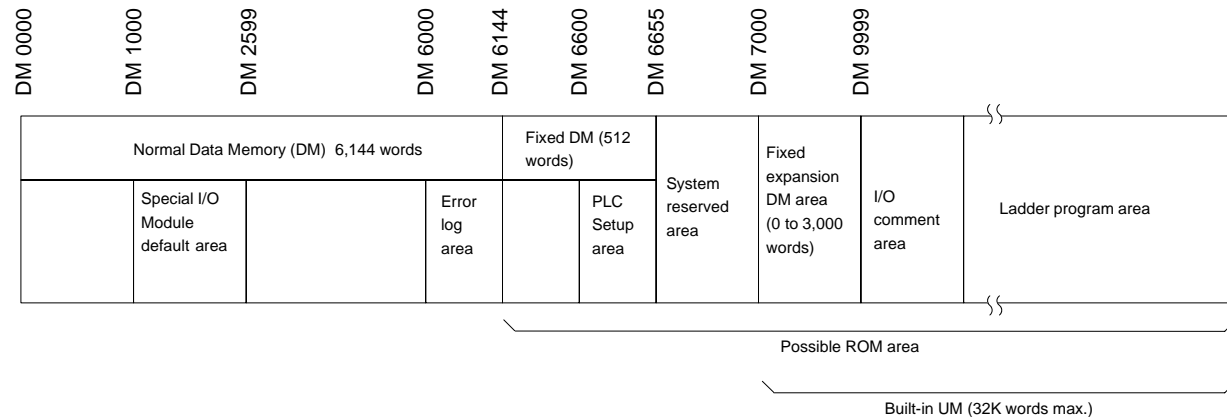 DM 0000
DM 1000
DM 2599
DM 6000
DM 6144
DM 6600
DM 6655
DM 7000
DM 9999
Normal Data Memory (DM) 6,144 words
Fixed DM (512
words)
Special I/O
Module
default area
Error
log
area
PLC
Setup
area
System
reserved
area
Fixed
expansion
DM area
(0 to 3,000
words)
I/O
comment
area
Ladder program area
Possible ROM area
Built-in UM (32K words max.)